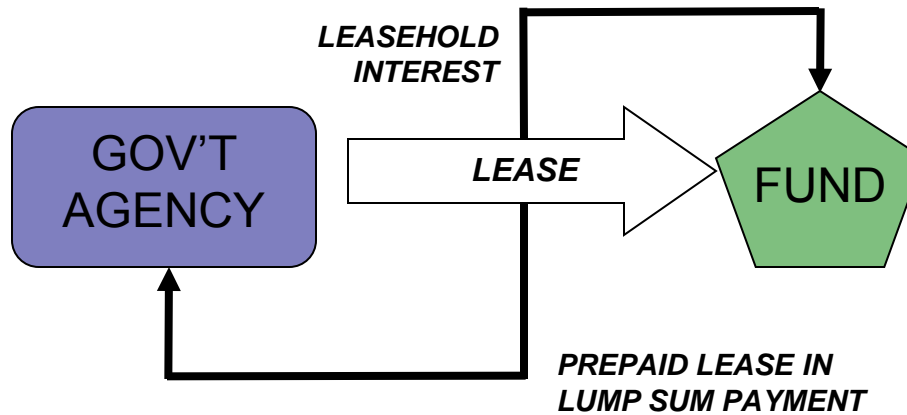 LEASEHOLD
INTEREST
GOV'T
AGENCY
LEASE
FUND
PREPAID LEASE IN
LUMP SUM PAYMENT